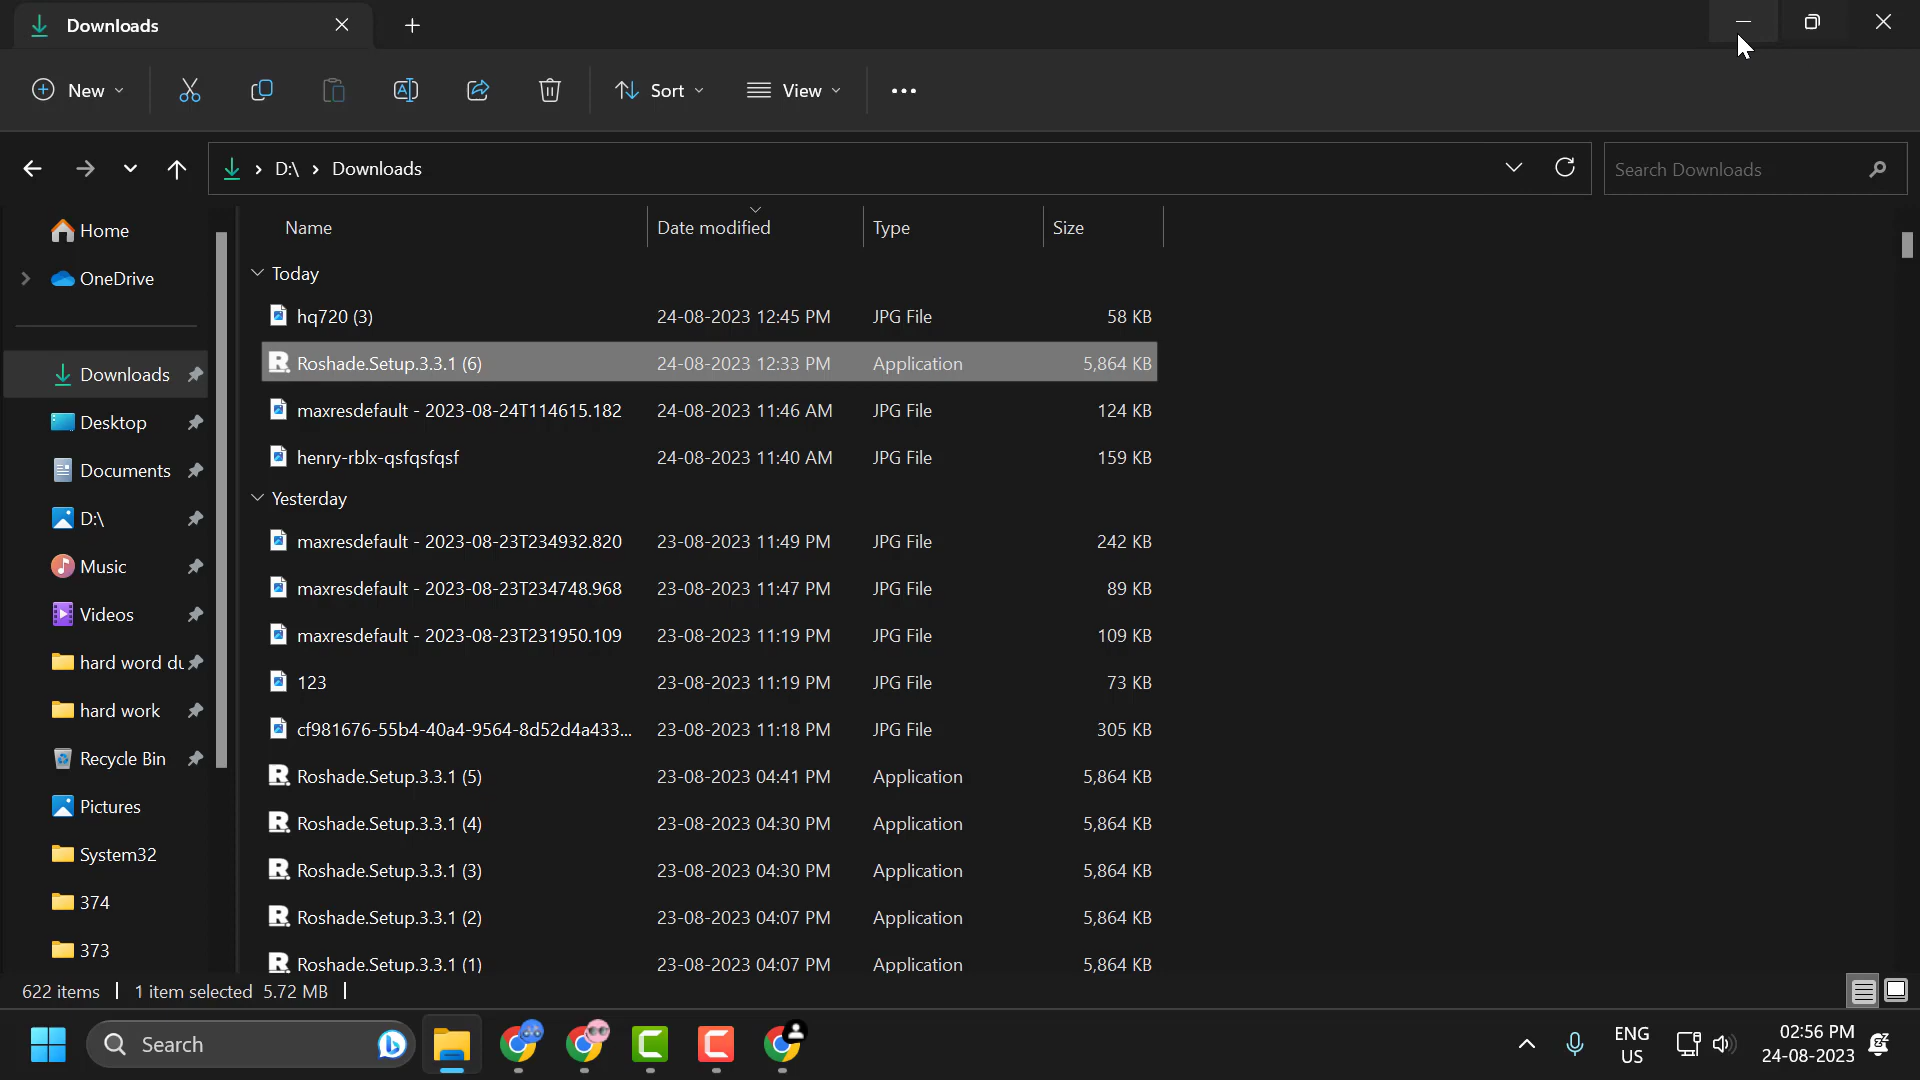 Downloads
New
Sort
View
D:\
Downloads
Search Downloads
Home
OneDrive
Downloads
Desktop
Documents
D:\
Music
Videos
hard word du
hard work
Recycle Bin
Pictures
System32
374
373
Name Date modified Type Size
Today
hq720 (3) 24-08-2023 12:45 PM JPG File 58 KB
Roshade.Setup.3.3.1 (6) 24-08-2023 12:33 PM Application 5,864 KB
maxresdefault - 2023-08-24T114615.182 24-08-2023 11:46 AM JPG File 124 KB
henry-rblx-qsfqsfqsf 24-08-2023 11:40 AM JPG File 159 KB
Yesterday
maxresdefault - 2023-08-23T234932.820 23-08-2023 11:49 PM JPG File 242 KB
maxresdefault - 2023-08-23T234748.968 23-08-2023 11:47 PM JPG File 89 KB
maxresdefault - 2023-08-23T231950.109 23-08-2023 11:19 PM JPG File 109 KB
123 23-08-2023 11:19 PM JPG File 73 KB
cf981676-55b4-40a4-9564-8d52d4a433... 23-08-2023 11:18 PM JPG File 305 KB
Roshade.Setup.3.3.1 (5) 23-08-2023 04:41 PM Application 5,864 KB
Roshade.Setup.3.3.1 (4) 23-08-2023 04:30 PM Application 5,864 KB
Roshade.Setup.3.3.1 (3) 23-08-2023 04:30 PM Application 5,864 KB
Roshade.Setup.3.3.1 (2) 23-08-2023 04:07 PM Application 5,864 KB
Roshade.Setup.3.3.1 (1) 23-08-2023 04:07 PM Application 5,864 KB
622 items 1 item selected 5.72 MB
Search
ENG
US
02:56 PM
24-08-2023